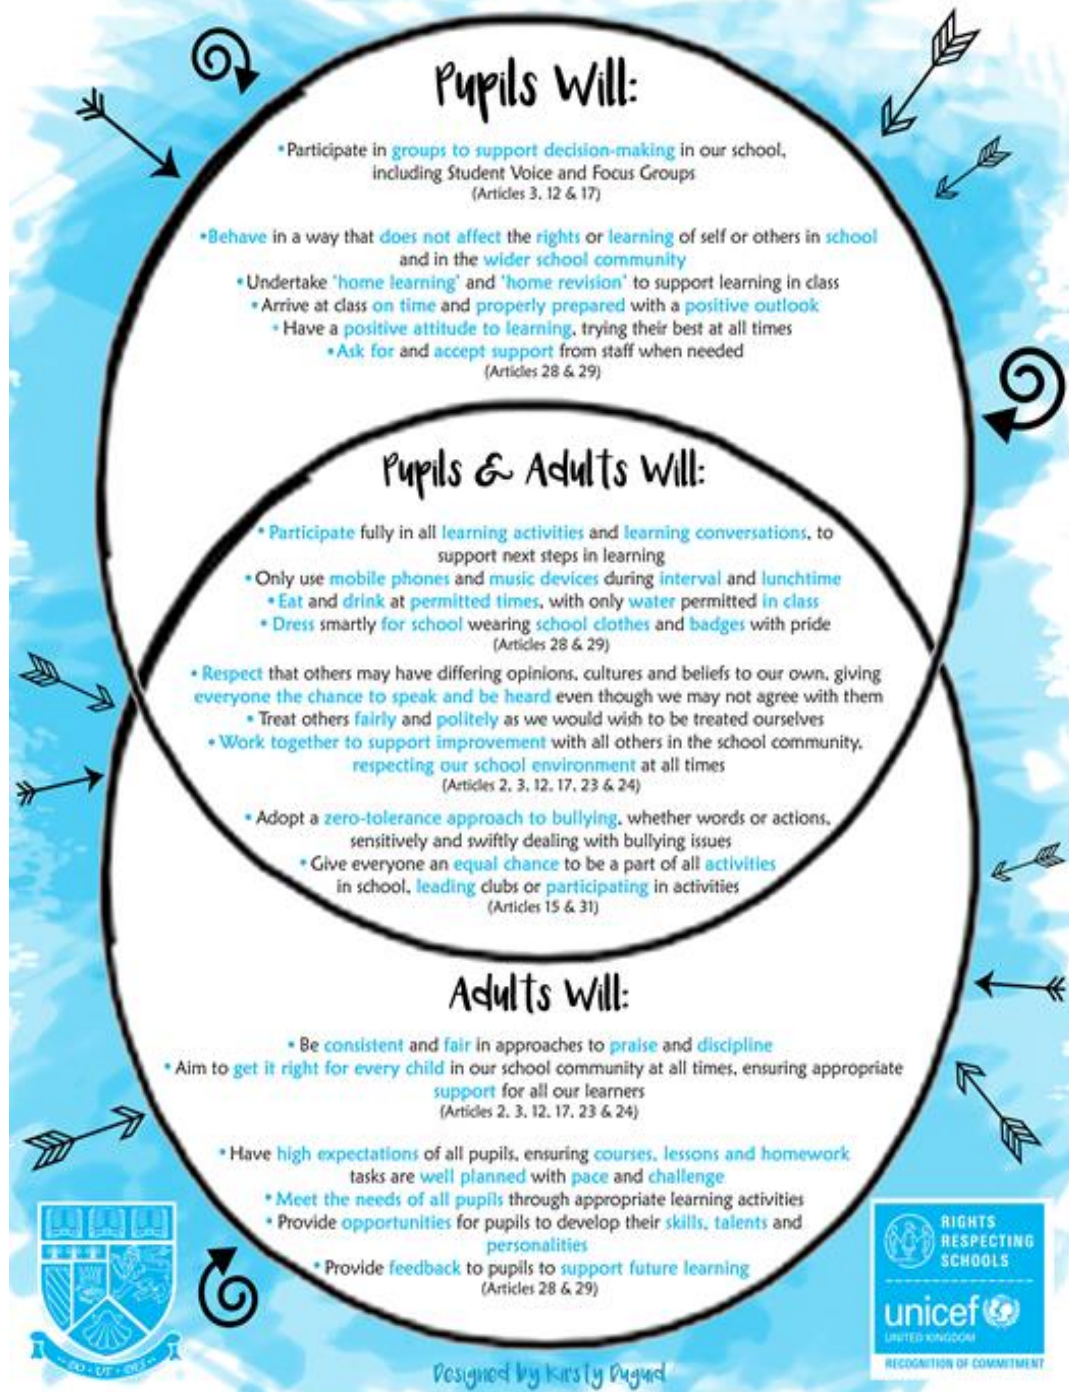 Pupils Will:
•Participate in groups to support decision-making in our school,
including Student Voice and Focus Groups
(Articles 3, 12 & 17)
•Behave in a way that does not affect the rights or learning of self or others in school
and in the wider school community
•Undertake 'home learning' and 'home revision' to support learning in class
•Arrive at class on time and properly prepared with a positive outlook
•Have a positive attitude to learning, trying their best at all times
•Ask for and accept support from staff when needed
(Articles 28 & 29)
Pupils & Adults Will:
•Participate fully in all learning activities and learning conversations, to
support next steps in learning
•Only use mobile phones and music devices during interval and lunchtime
•Eat and drink at permitted times, with only water permitted in class
•Dress smartly for school wearing school clothes and badges with pride
(Articles 28 & 29)
•Respect that others may have differing opinions, cultures and beliefs to our own, giving
everyone the chance to speak and be heard even though we may not agree with them
•Treat others fairly and politely as we would wish to be treated ourselves
•Work together to support improvement with all others in the school community,
respecting our school environment at all times
(Articles 2, 3, 12, 17, 23 & 24)
•Adopt a zero-tolerance approach to bullying, whether words or actions,
sensitively and swiftly dealing with bullying issues
•Give everyone an equal chance to be a part of all activities
in school, leading clubs or participating in activities
(Articles 15 & 31)
Adults Will:
•Be consistent and fair in approaches to praise and discipline
•Aim to get it right for every child in our school community at all times, ensuring appropriate
support for all our learners
(Articles 2, 3, 12, 17, 23 & 24)
•Have high expectations of all pupils, ensuring courses, lessons and homework
tasks are well planned with pace and challenge
•Meet the needs of all pupils through appropriate learning activities
•Provide opportunities for pupils to develop their skills, talents and
personalities
•Provide feedback to pupils to support future learning
(Articles 28 & 29)
DO · UT · DES
RIGHTS
RESPECTING
SCHOOLS
unicef
UNITED KINGDOM
RECOGNITION OF COMMITMENT
Designed by Kirsty Duguid